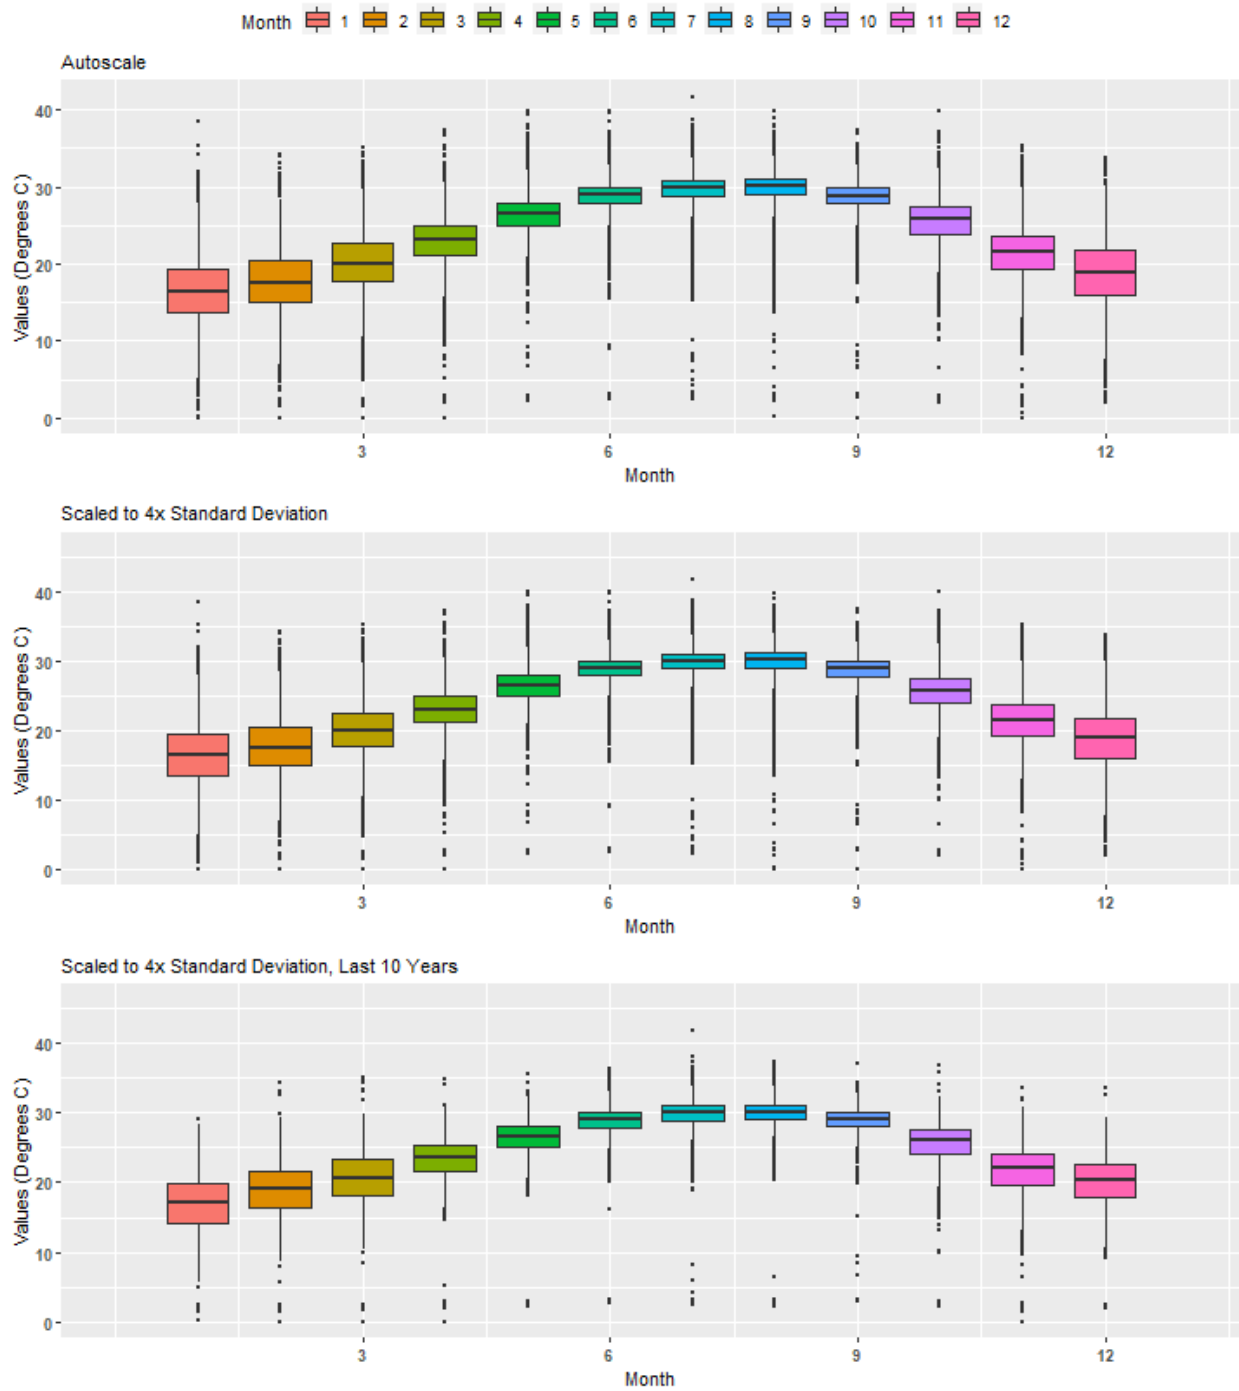 Month 1 2 3 4 5 6 7 8 9 10 11 12
Autoscale
Values (Degrees C)
40
30
20
10
0
3 6 9 12
Month
Scaled to 4x Standard Deviation
Values (Degrees C)
40
30
20
10
0
3 6 9 12
Month
Scaled to 4x Standard Deviation, Last 10 Years
Values (Degrees C)
40
30
20
10
0
3 6 9 12
Month